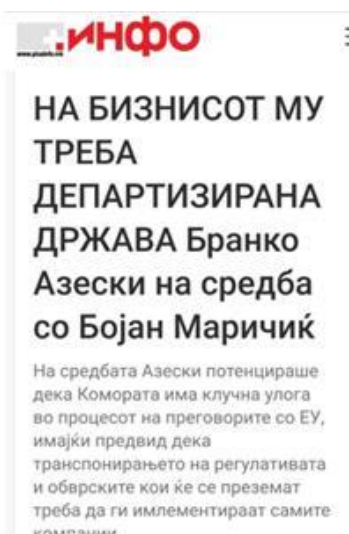 .ИНФО
НА БИЗНИСОТ МУ
ТРЕБА
ДЕПАРТИЗИРАНА
ДРЖАВА Бранко
Азески на средба
со Бојан Маричиќ
На средбата Азески потенцираше
дека Комората има клучна улога
во процесот на преговорите со ЕУ,
имајќи предвид дека
транспонирањето на регулативата
и обврските кои ќе се преземат
треба да ги имлементираат самите
компании